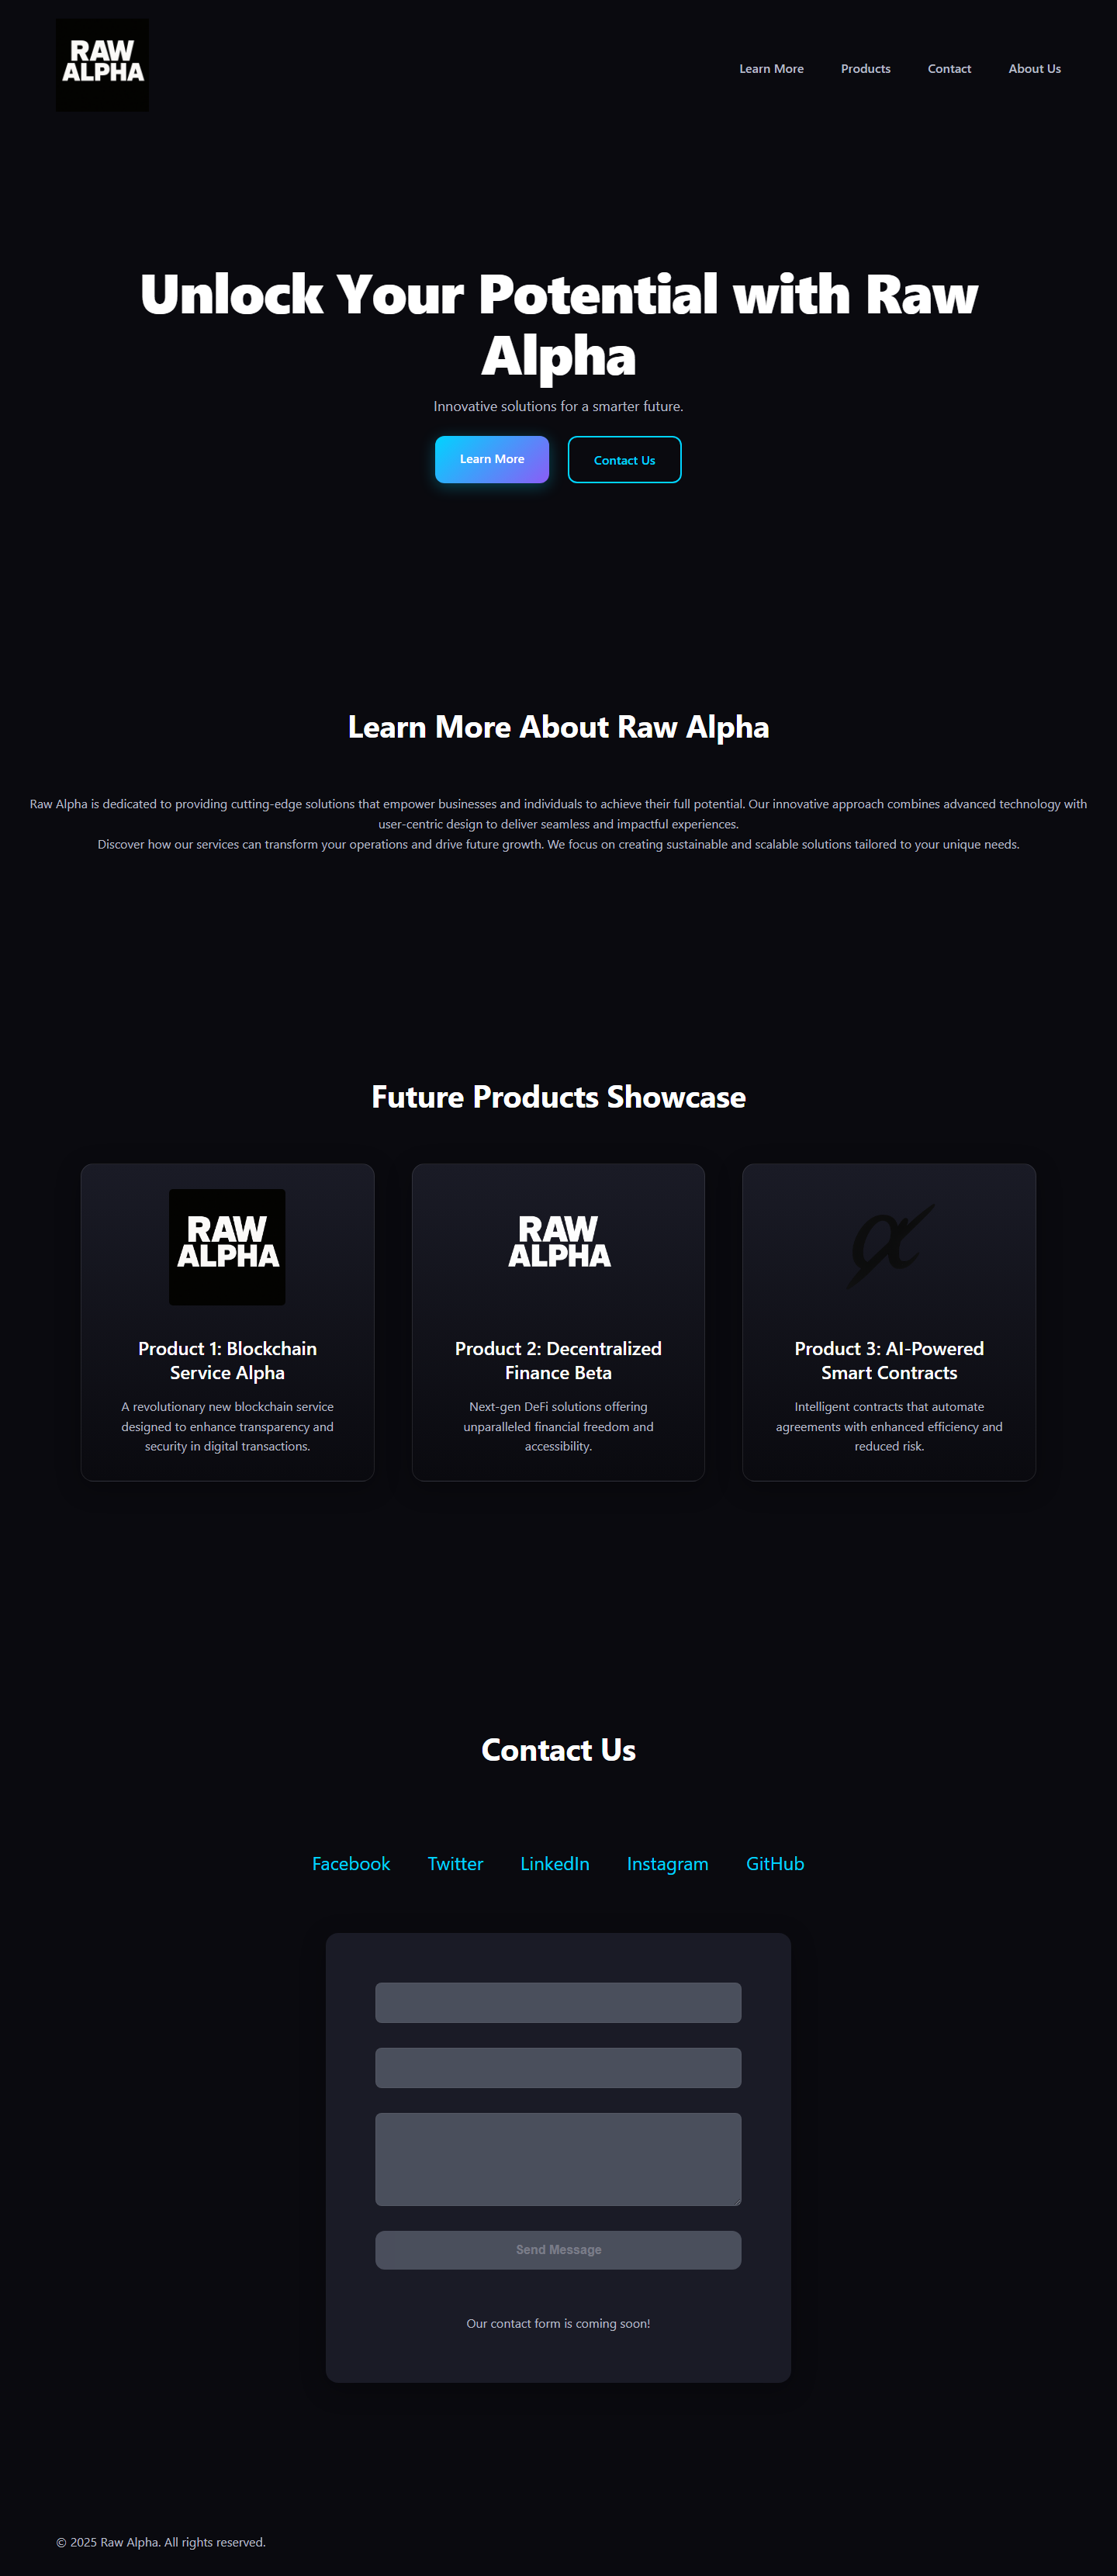 RAW
ALPHA
Learn More
Products
Contact
About Us
Unlock Your Potential with Raw
Alpha
Innovative solutions for a smarter future.
Learn More
Contact Us
Learn More About Raw Alpha
Raw Alpha is dedicated to providing cutting-edge solutions that empower businesses and individuals to achieve their full potential. Our innovative approach combines advanced technology with
user-centric design to deliver seamless and impactful experiences.
Discover how our services can transform your operations and drive future growth. We focus on creating sustainable and scalable solutions tailored to your unique needs.
Future Products Showcase
RAW
ALPHA
Product 1: Blockchain
Service Alpha
A revolutionary new blockchain service
designed to enhance transparency and
security in digital transactions.
RAW
ALPHA
Product 2: Decentralized
Finance Beta
Next-gen DeFi solutions offering
unparalleled financial freedom and
accessibility.
α
Product 3: AI-Powered
Smart Contracts
Intelligent contracts that automate
agreements with enhanced efficiency and
reduced risk.
Contact Us
Facebook
Twitter
LinkedIn
Instagram
GitHub
Send Message
Our contact form is coming soon!
© 2025 Raw Alpha. All rights reserved.